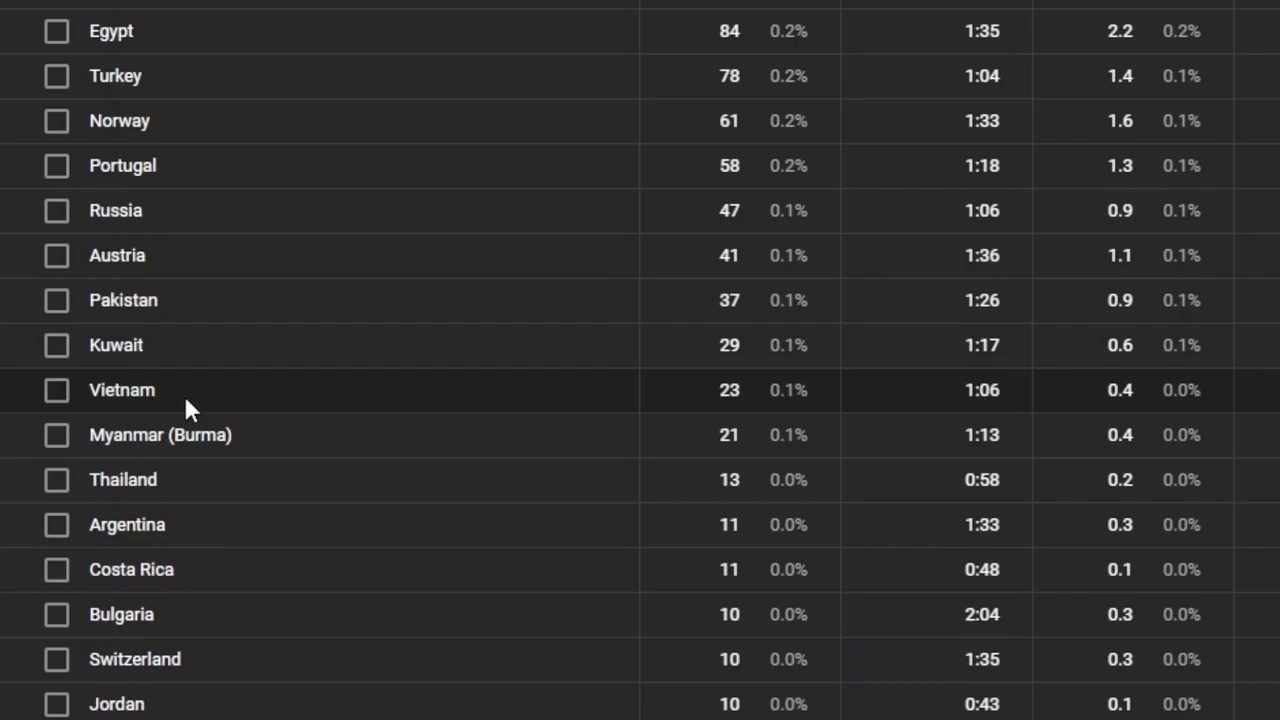 Egypt 84 0.2% 1:35 2.2 0.2%
Turkey 78 0.2% 1:04 1.4 0.1%
Norway 61 0.2% 1:33 1.6 0.1%
Portugal 58 0.2% 1:18 1.3 0.1%
Russia 47 0.1% 1:06 0.9 0.1%
Austria 41 0.1% 1:36 1.1 0.1%
Pakistan 37 0.1% 1:26 0.9 0.1%
Kuwait 29 0.1% 1:17 0.6 0.1%
Vietnam 23 0.1% 1:06 0.4 0.0%
Myanmar (Burma) 21 0.1% 1:13 0.4 0.0%
Thailand 13 0.0% 0:58 0.2 0.0%
Argentina 11 0.0% 1:33 0.3 0.0%
Costa Rica 11 0.0% 0:48 0.1 0.0%
Bulgaria 10 0.0% 2:04 0.3 0.0%
Switzerland 10 0.0% 1:35 0.3 0.0%
Jordan 10 0.0% 0:43 0.1 0.0%